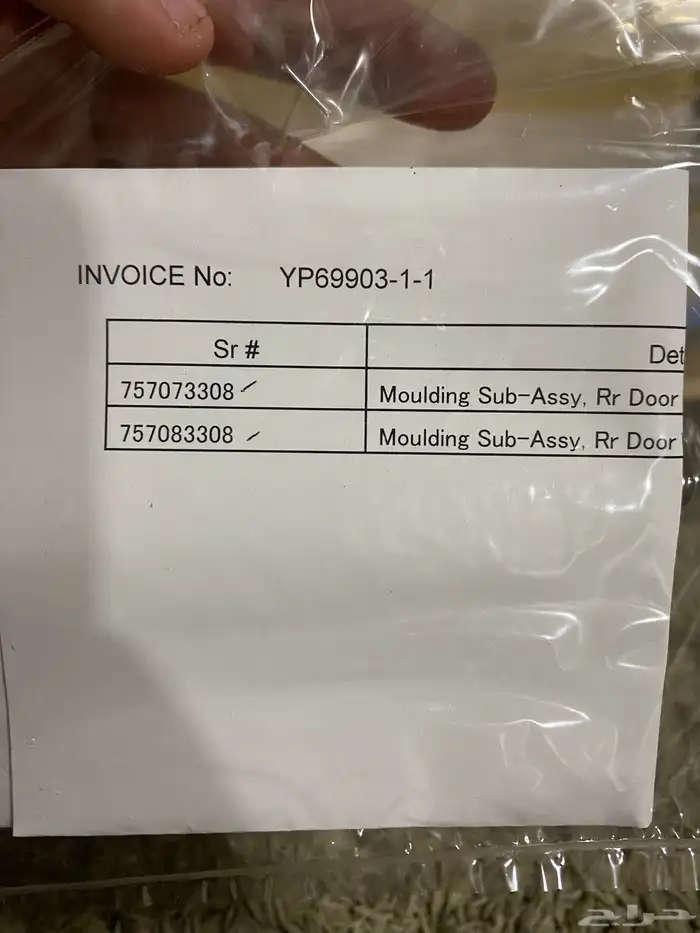 INVOICE No: YP69903-1-1
Sr # Det
757073308 Moulding Sub-Assy, Rr Door
757083308 Moulding Sub-Assy, Rr Door
حراج